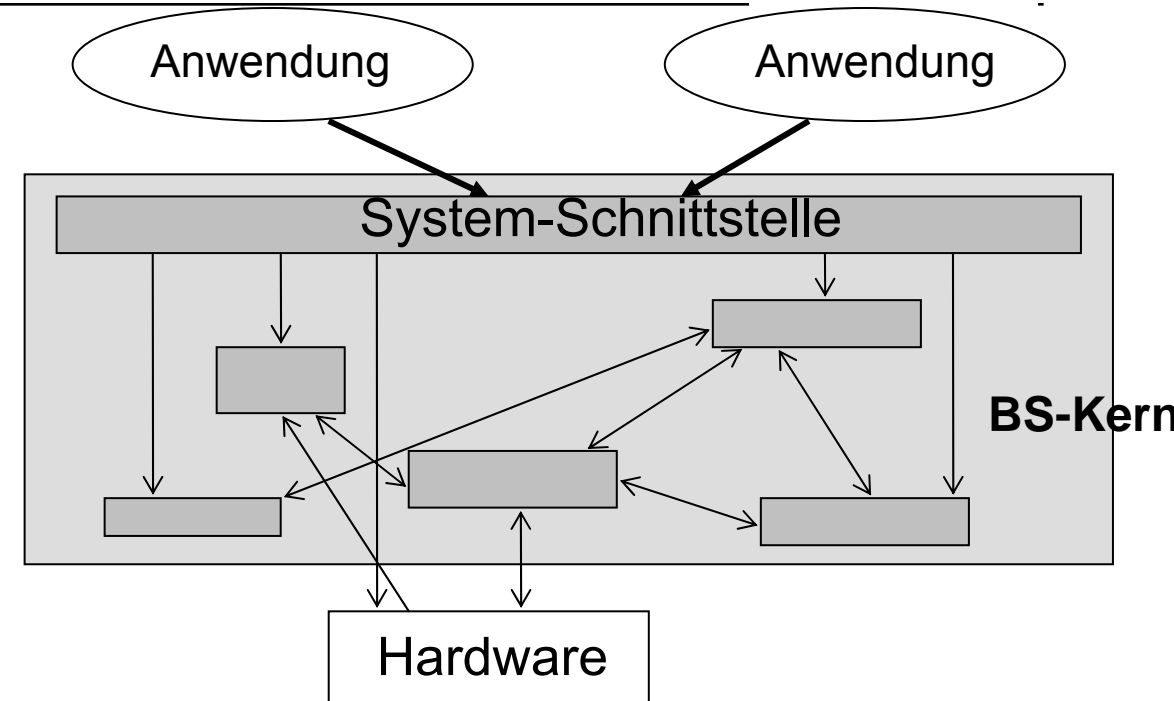 Anwendung
Anwendung
System-Schnittstelle
BS-Kern
Hardware